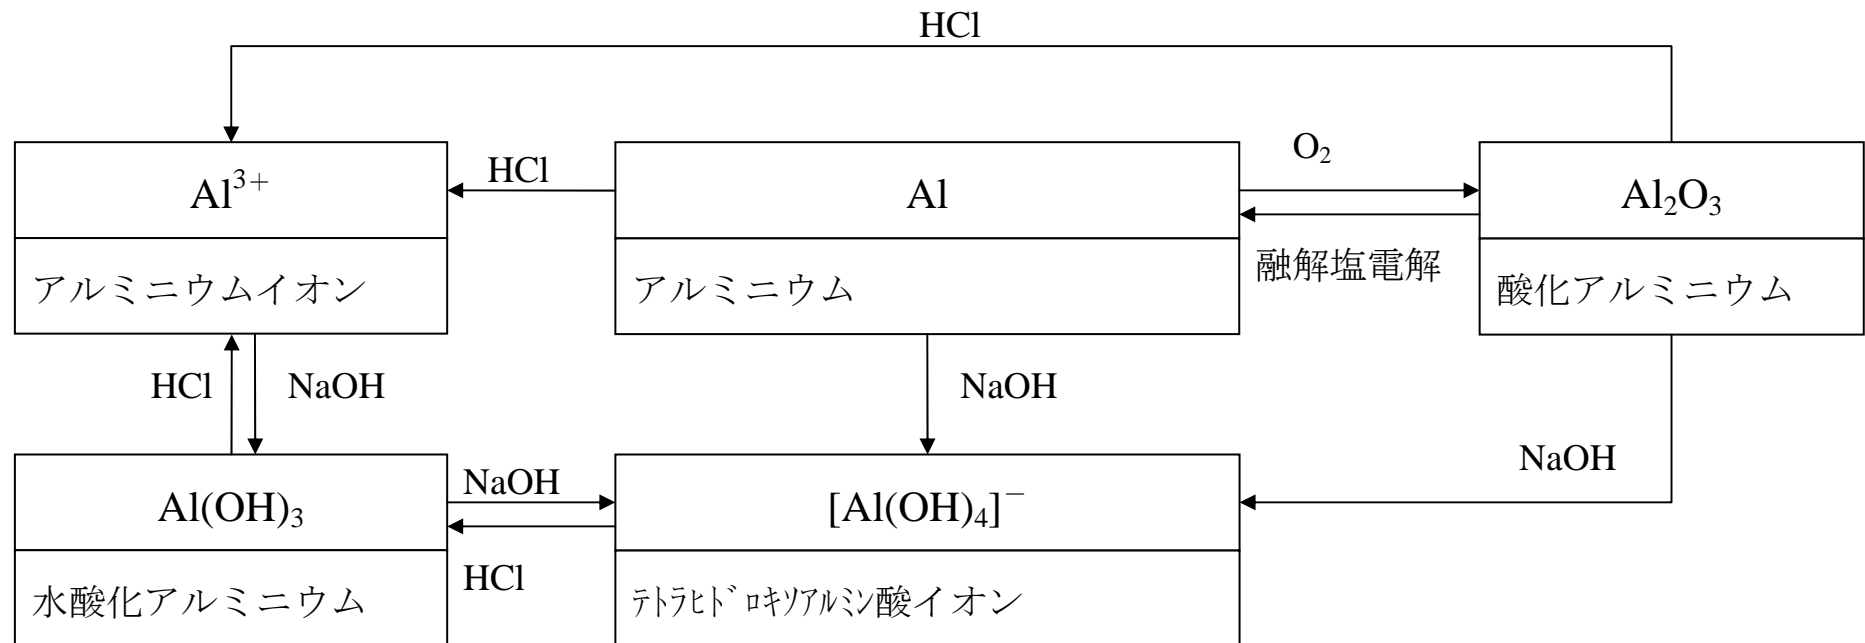 HCl
Al³⁺
HCl
Al
O₂
Al₂O₃
アルミニウムイオン
アルミニウム
融解塩電解
酸化アルミニウム
HCl
NaOH
NaOH
NaOH
Al(OH)₃
NaOH
[Al(OH)₄]⁻
HCl
水酸化アルミニウム
ﾃﾄﾗﾋﾄﾞﾛｷｿｱﾙﾐﾝ酸イオン